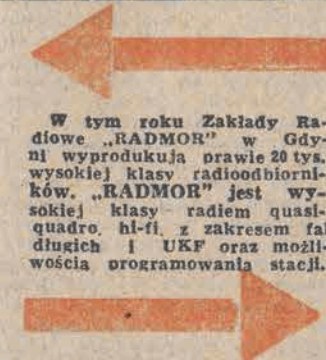 W tym roku Zakłady Ra-
diowe „RADMOR” w Gdy-
ni wyprodukują prawie 20 tys.
wysokiej klasy radioodbiorni-
ków. „RADMOR” jest wy-
sokiej klasy radiem quasi-
quadro, hi-fi, z zakresem fal
długich i UKF oraz możli-
wością programowania stacji.